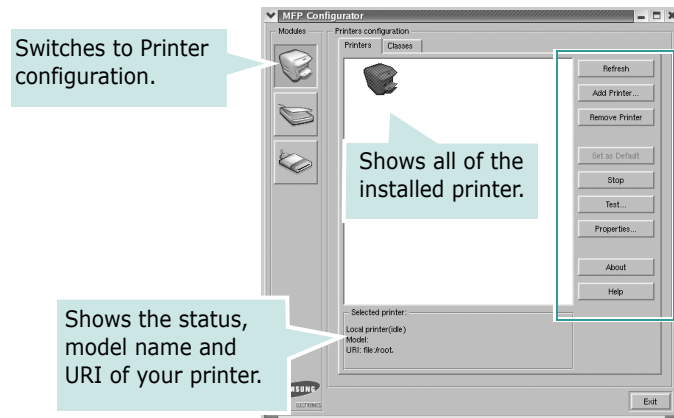 MFP Configurator
Modules
Printers configuration
Printers
Classes
Switches to Printer
configuration.
Refresh
Add Printer...
Remove Printer
Set as Default
Stop
Test...
Properties...
About
Help
Shows all of the
installed printer.
Selected printer:
Local printer(idle)
Model:
URI: file:/root.
Shows the status,
model name and
URI of your printer.
ELECTRONICS
Exit